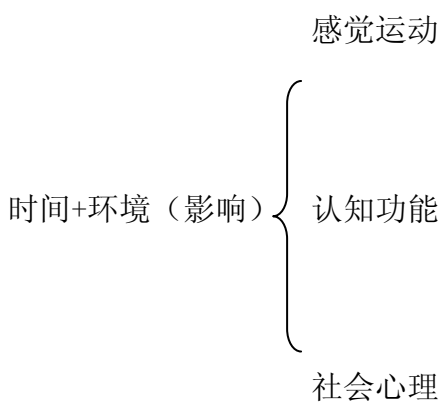 感觉运动
时间+环境（影响）
认知功能
社会心理